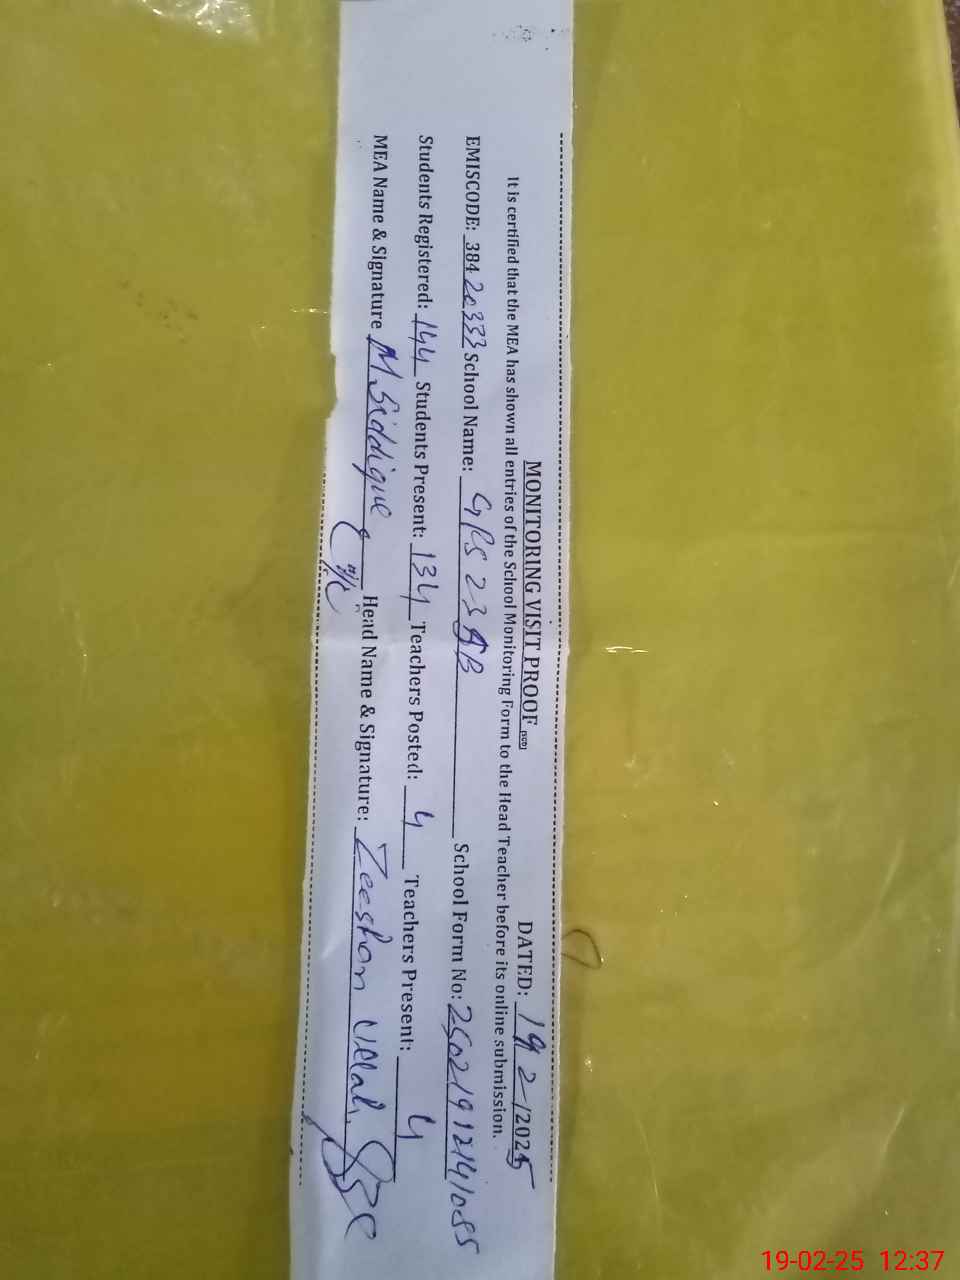 MONITORING VISIT PROOF (SGD) DATED: 19/2/2025
It is certified that the MEA has shown all entries of the School Monitoring Form to the Head Teacher before its online submission.
EMISCODE: 38420333 School Name: GPS 23 AB School Form No: 25021912141085
Students Registered: 144 Students Present: 134 Teachers Posted: 4 Teachers Present: 4
MEA Name & Signature M. Siddique Head Name & Signature: Zeeshan Ullah
19-02-25 12:37